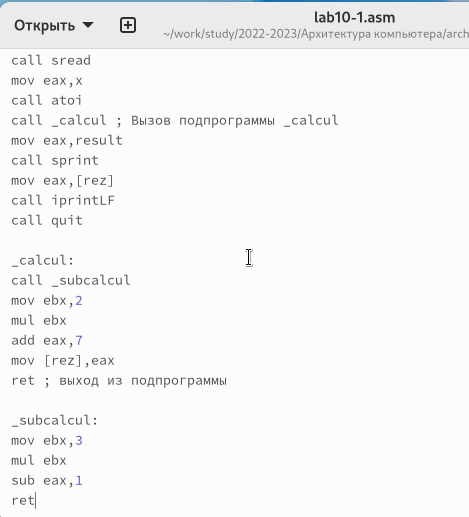 Открыть
lab10-1.asm
~/work/study/2022-2023/Архитектура компьютера/arch
call sread
mov eax,x
call atoi
call _calcul ; Вызов подпрограммы _calcul
mov eax,result
call sprint
mov eax,[rez]
call iprintLF
call quit
_calcul:
call _subcalcul
mov ebx,2
mul ebx
add eax,7
mov [rez],eax
ret ; выход из подпрограммы
_subcalcul:
mov ebx,3
mul ebx
sub eax,1
ret